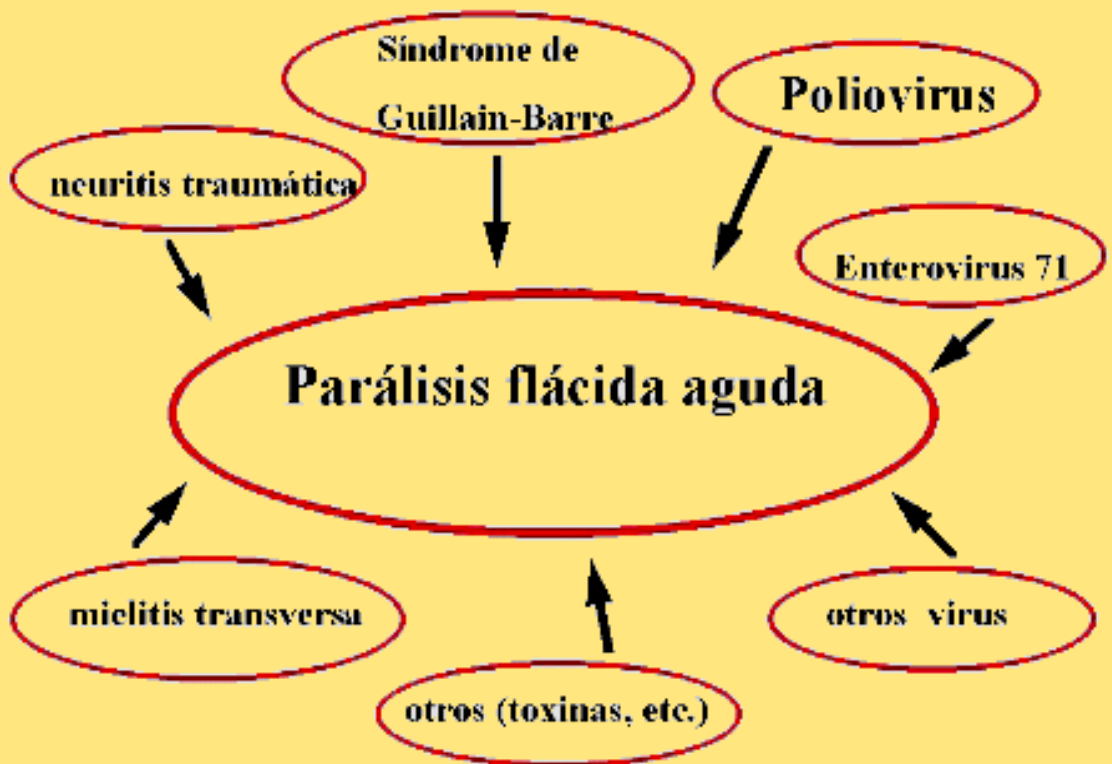 Síndrome de
Guillain-Barre
Poliovirus
neuritis traumática
Enterovirus 71
Parálisis flácida aguda
mielitis transversa
otros virus
otros (toxinas, etc.)